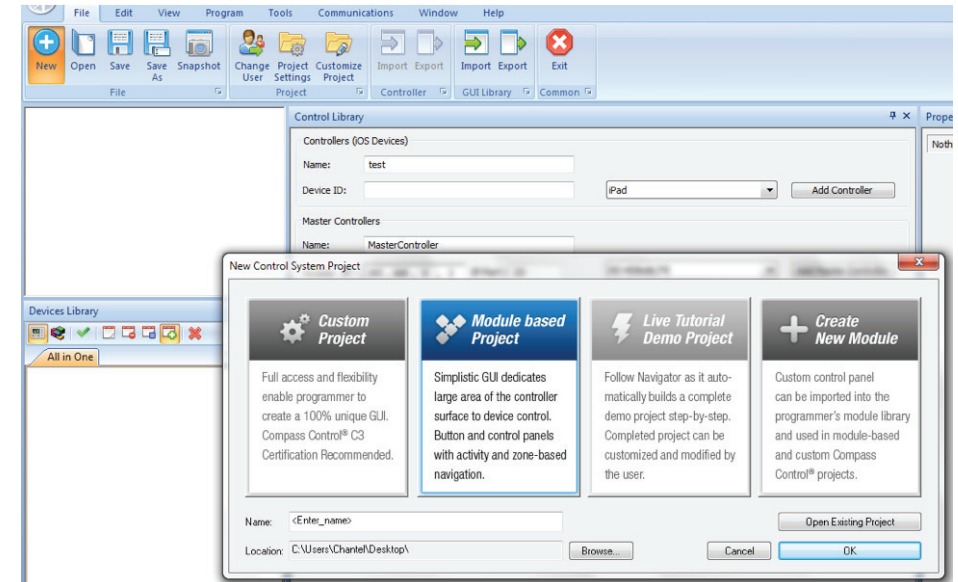 File Edit View Program Tools Communications Window Help
New Open Save Save As Snapshot Change User Project Settings Customize Project Import Export Import Export Exit
File Project Controller GUI Library Common
Control Library
Prope
Controllers (iOS Devices)
Noth
Name: test
Device ID: iPad Add Controller
Master Controllers
Name: MasterController
New Control System Project
Devices Library
All in One
Custom
Project
Full access and flexibility
enable programmer to
create a 100% unique GUI.
Compass Control® C3
Certification Recommended.
Module based
Project
Simplistic GUI dedicates
large area of the controller
surface to device control.
Button and control panels
with activity and zone-based
navigation.
Live Tutorial
Demo Project
Follow Navigator as it auto-
matically builds a complete
demo project step-by-step.
Completed project can be
customized and modified by
the user.
Create
New Module
Custom control panel
can be imported into the
programmer's module library
and used in module-based
and custom Compass
Control® projects.
Name: <Enter_name> Open Existing Project
Location: C:\Users\Chantel\Desktop\ Browse... Cancel OK